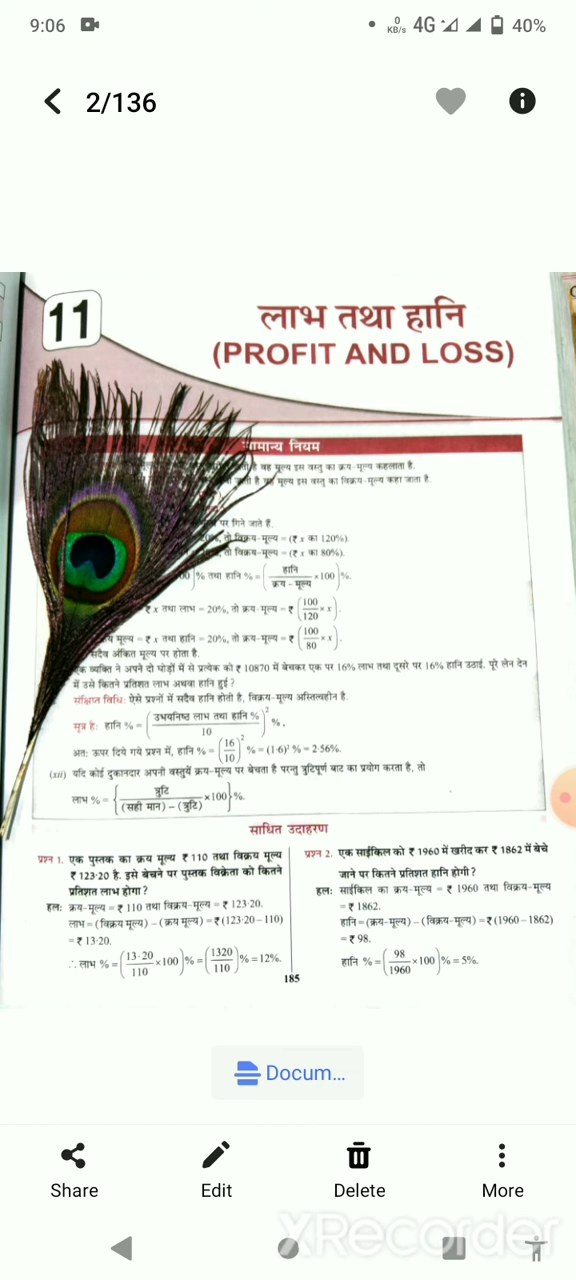 9:06
0 KB/s 4G 40%
2/136
11
लाभ तथा हानि
(PROFIT AND LOSS)
सामान्य नियम
है वह मूल्य इस वस्तु का क्रय-मूल्य कहलाता है.
है वह मूल्य इस वस्तु का विक्रय-मूल्य कहा जाता है.
पर गिने जाते हैं.
तो विक्रय-मूल्य = (₹ x का 120%).
तो विक्रय-मूल्य = (₹ x का 80%).
)% तथा हानि % = (हानि/क्रय - मूल्य ×100)%.
₹ x तथा लाभ = 20%, तो क्रय-मूल्य = ₹ (100/120 × x).
मूल्य = ₹ x तथा हानि = 20%, तो क्रय-मूल्य = ₹ (100/80 × x).
सदैव अंकित मूल्य पर होता है.
एक व्यक्ति ने अपने दो घोड़ों में से प्रत्येक को ₹ 10870 में बेचकर एक पर 16% लाभ तथा दूसरे पर 16% हानि उठाई. पूरे लेन देन
में उसे कितने प्रतिशत लाभ अथवा हानि हुई ?
संक्षिप्त विधि: ऐसे प्रश्नों में सदैव हानि होती है, विक्रय-मूल्य अस्तित्वहीन है.
सूत्र है: हानि % = (उभयनिष्ठ लाभ तथा हानि %/10)² %.
अतः ऊपर दिये गये प्रश्न में, हानि % = (16/10)² % = (1·6)² % = 2·56%.
(xii) यदि कोई दुकानदार अपनी वस्तुयें क्रय-मूल्य पर बेचता है परन्तु त्रुटिपूर्ण बाट का प्रयोग करता है, तो
लाभ % = {त्रुटि/(सही मान) – (त्रुटि) ×100}%.
साधित उदाहरण
प्रश्न 1. एक पुस्तक का क्रय मूल्य ₹ 110 तथा विक्रय मूल्य
₹ 123·20 है. इसे बेचने पर पुस्तक विक्रेता को कितने
प्रतिशत लाभ होगा ?
हल: क्रय-मूल्य = ₹ 110 तथा विक्रय-मूल्य = ₹ 123·20.
लाभ = (विक्रय मूल्य) – (क्रय मूल्य) = ₹ (123·20 – 110)
= ₹ 13·20.
∴ लाभ % = (13·20/110 ×100)% = (1320/110)% = 12%.
प्रश्न 2. एक साईकिल को ₹ 1960 में खरीद कर ₹ 1862 में बेचे
जाने पर कितने प्रतिशत हानि होगी ?
हल: साईकिल का क्रय-मूल्य = ₹ 1960 तथा विक्रय-मूल्य
= ₹ 1862.
हानि = (क्रय-मूल्य) – (विक्रय-मूल्य) = ₹ (1960 – 1862)
= ₹ 98.
हानि % = (98/1960 ×100)% = 5%.
185
Docum...
Share Edit Delete More
XRecorder